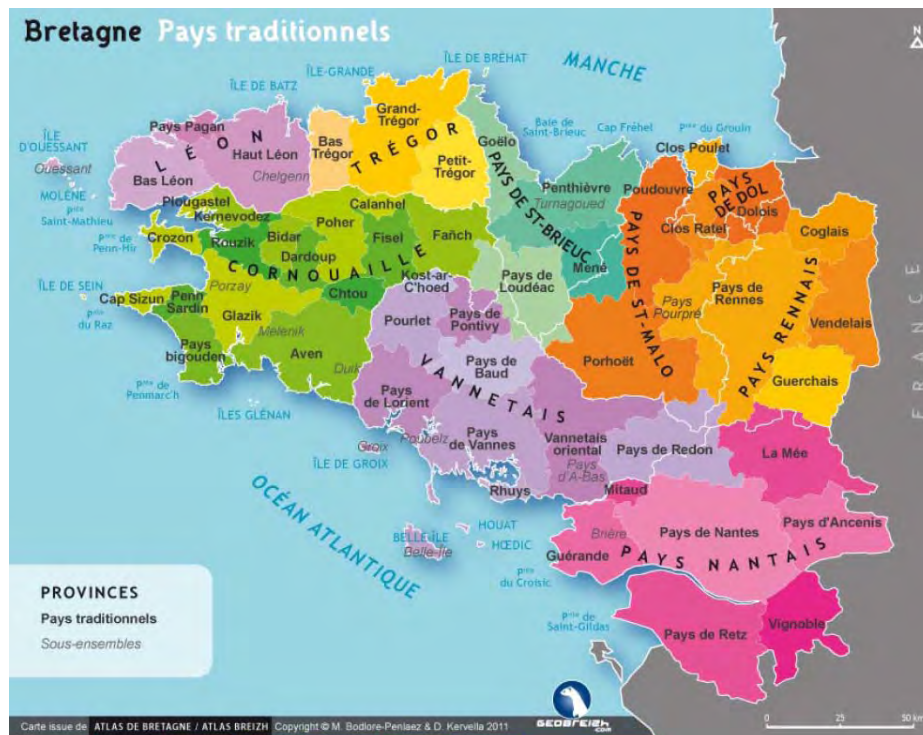 Bretagne Pays traditionnels
N
MANCHE
ÎLE DE BRÉHAT
ÎLE-GRANDE
ÎLE DE BATZ
ÎLE
D'OUESSANT
Ouessant
MOLÈNE
Pte
Saint-Mathieu
Pte de
Penn-Hir
ÎLE DE SEIN
Pte
du Raz
Pte de
Penmarc'h
ÎLES GLÉNAN
Baie de
Saint-Brieuc
Cap Fréhel
Pte du Grouin
LÉON
Pays Pagan
Bas Léon
Haut Léon
Chelgenn
TRÉGOR
Bas
Trégor
Grand-
Trégor
Petit-
Trégor
PAYS DE ST-BRIEUC
Goëlo
Penthièvre
Turnagoued
Mené
Pays de
Loudéac
PAYS DE ST-MALO
Clos Poulet
Poudouvre
Clos Ratel
Pays
Pourpré
Porhoët
PAYS
DE DOL
Dolois
PAYS RENNAIS
Coglais
Pays de
Rennes
Vendelais
Guerchais
FRANCE
CORNOUAILLE
Plougastel
Kernevodez
Crozon
Rouzik
Bidar
Dardoup
Poher
Calanhel
Fisel
Fañch
Kost-ar-
C'hoed
Chtou
Porzay
Cap Sizun
Penn
Sardin
Glazik
Melenik
Pays
bigouden
Aven
Duik
VANNETAIS
Pourlet
Pays de
Pontivy
Pays de
Baud
Pays
de Lorient
Groix
ÎLE DE GROIX
Poubelz
Pays
de Vannes
Rhuys
Vannetais
oriental
Pays
d'A-Bas
Pays de Redon
BELLE-ÎLE
Belle-Île
HOUAT
HŒDIC
OCÉAN ATLANTIQUE
PAYS NANTAIS
La Mée
Mitaud
Brière
Guérande
Pays de Nantes
Pays d'Ancenis
Pte
du Croisic
Pte de
Saint-Gildas
Pays de Retz
Vignoble
PROVINCES
Pays traditionnels
Sous-ensembles
Carte issue de ATLAS DE BRETAGNE / ATLAS BREIZH Copyright © M. Bodlore-Penlaez & D. Kervella 2011
GEOBREIZH
.com
0 25 50 km